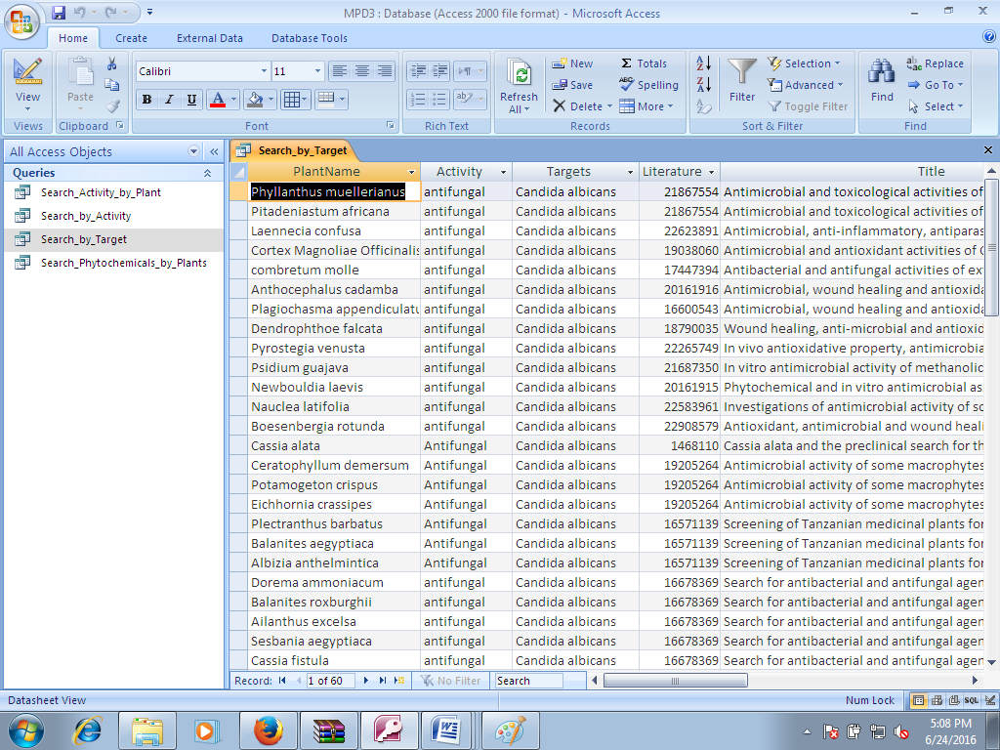 MPD3 : Database (Access 2000 file format) - Microsoft Access
Home Create External Data Database Tools
View
Views
Paste
Clipboard
Calibri 11
B I U A
Font
Rich Text
Refresh All
New
Save
Delete
Totals
Spelling
More
Records
Filter
Selection
Advanced
Toggle Filter
Sort & Filter
Find
Replace
Go To
Select
Find
All Access Objects
Queries
Search_Activity_by_Plant
Search_by_Activity
Search_by_Target
Search_Phytochemicals_by_Plants
Search_by_Target
PlantName Activity Targets Literature Title
Phyllanthus muellerianus antifungal Candida albicans 21867554 Antimicrobial and toxicological activities of
Pitadeniastum africana antifungal Candida albicans 21867554 Antimicrobial and toxicological activities of
Laennecia confusa antifungal Candida albicans 22623891 Antimicrobial, anti-inflammatory, antiparas
Cortex Magnoliae Officinalis antifungal Candida albicans 19038060 Antimicrobial and antioxidant activities of
combretum molle antifungal Candida albicans 17447394 Antibacterial and antifungal activities of ex
Anthocephalus cadamba antifungal Candida albicans 20161916 Antimicrobial, wound healing and antioxida
Plagiochasma appendiculatu antifungal Candida albicans 16600543 Antimicrobial, wound healing and antioxida
Dendrophthoe falcata antifungal Candida albicans 18790035 Wound healing, anti-microbial and antioxid
Pyrostegia venusta antifungal Candida albicans 22265749 In vivo antioxidative property, antimicrobia
Psidium guajava antifungal Candida albicans 21687350 In vitro antimicrobial activity of methanolic
Newbouldia laevis antifungal Candida albicans 20161915 Phytochemical and in vitro antimicrobial as
Nauclea latifolia antifungal Candida albicans 22583961 Investigations of antimicrobial activity of so
Boesenbergia rotunda antifungal Candida albicans 22908579 Antioxidant, antimicrobial and wound heali
Cassia alata Antifungal Candida albicans 1468110 Cassia alata and the preclinical search for th
Ceratophyllum demersum Antifungal Candida albicans 19205264 Antimicrobial activity of some macrophytes
Potamogeton crispus Antifungal Candida albicans 19205264 Antimicrobial activity of some macrophytes
Eichhornia crassipes Antifungal Candida albicans 19205264 Antimicrobial activity of some macrophytes
Plectranthus barbatus Antifungal Candida albicans 16571139 Screening of Tanzanian medicinal plants for
Balanites aegyptiaca Antifungal Candida albicans 16571139 Screening of Tanzanian medicinal plants for
Albizia anthelmintica Antifungal Candida albicans 16571139 Screening of Tanzanian medicinal plants for
Dorema ammoniacum antifungal Candida albicans 16678369 Search for antibacterial and antifungal agen
Balanites roxburghii antifungal Candida albicans 16678369 Search for antibacterial and antifungal agen
Ailanthus excelsa antifungal Candida albicans 16678369 Search for antibacterial and antifungal agen
Sesbania aegyptiaca antifungal Candida albicans 16678369 Search for antibacterial and antifungal agen
Cassia fistula antifungal Candida albicans 16678369 Search for antibacterial and antifungal agen
Record: 1 of 60 No Filter Search
Datasheet View Num Lock SQL
5:08 PM
6/24/2016